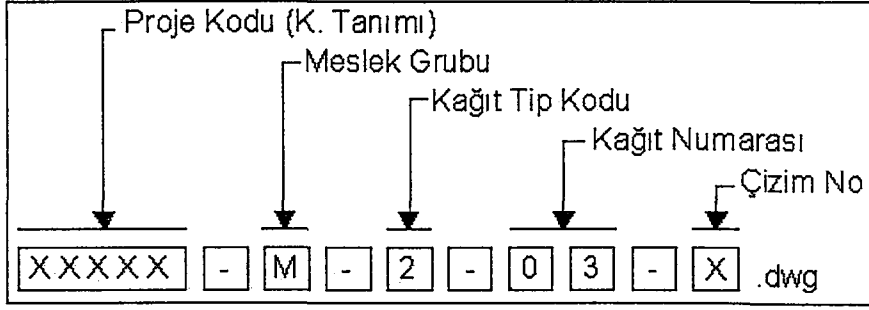 Proje Kodu (K. Tanımı)
Meslek Grubu
Kağıt Tip Kodu
Kağıt Numarası
Çizim No
XXXXX - M - 2 - 0 3 - X .dwg